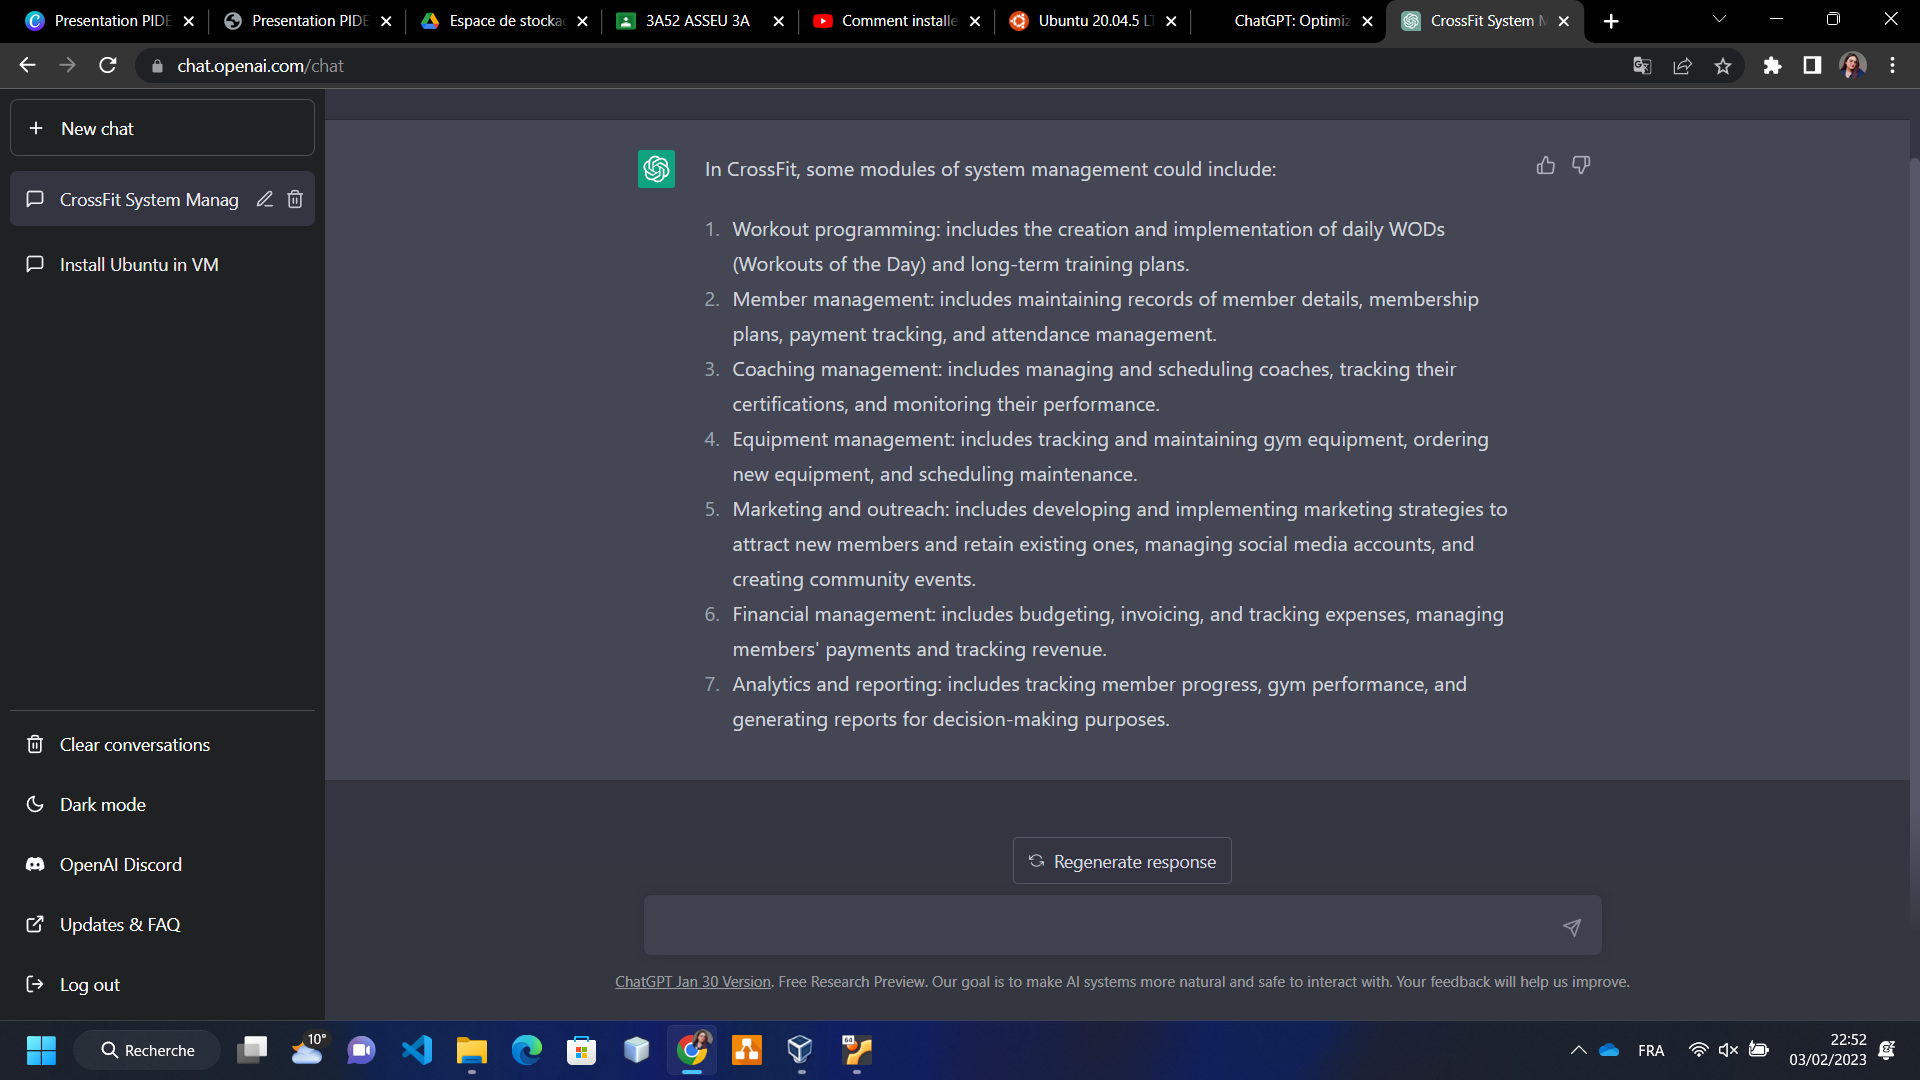 Presentation PIDE
Presentation PIDE
Espace de stocka
3A52 ASSEU 3A
Comment installe
Ubuntu 20.04.5 LT
ChatGPT: Optimiz
CrossFit System M
chat.openai.com/chat
New chat
CrossFit System Manag
Install Ubuntu in VM
In CrossFit, some modules of system management could include:
1. Workout programming: includes the creation and implementation of daily WODs
(Workouts of the Day) and long-term training plans.
2. Member management: includes maintaining records of member details, membership
plans, payment tracking, and attendance management.
3. Coaching management: includes managing and scheduling coaches, tracking their
certifications, and monitoring their performance.
4. Equipment management: includes tracking and maintaining gym equipment, ordering
new equipment, and scheduling maintenance.
5. Marketing and outreach: includes developing and implementing marketing strategies to
attract new members and retain existing ones, managing social media accounts, and
creating community events.
6. Financial management: includes budgeting, invoicing, and tracking expenses, managing
members' payments and tracking revenue.
7. Analytics and reporting: includes tracking member progress, gym performance, and
generating reports for decision-making purposes.
Clear conversations
Dark mode
OpenAI Discord
Updates & FAQ
Log out
Regenerate response
ChatGPT Jan 30 Version. Free Research Preview. Our goal is to make AI systems more natural and safe to interact with. Your feedback will help us improve.
Recherche
10°
64
FRA
22:52
03/02/2023